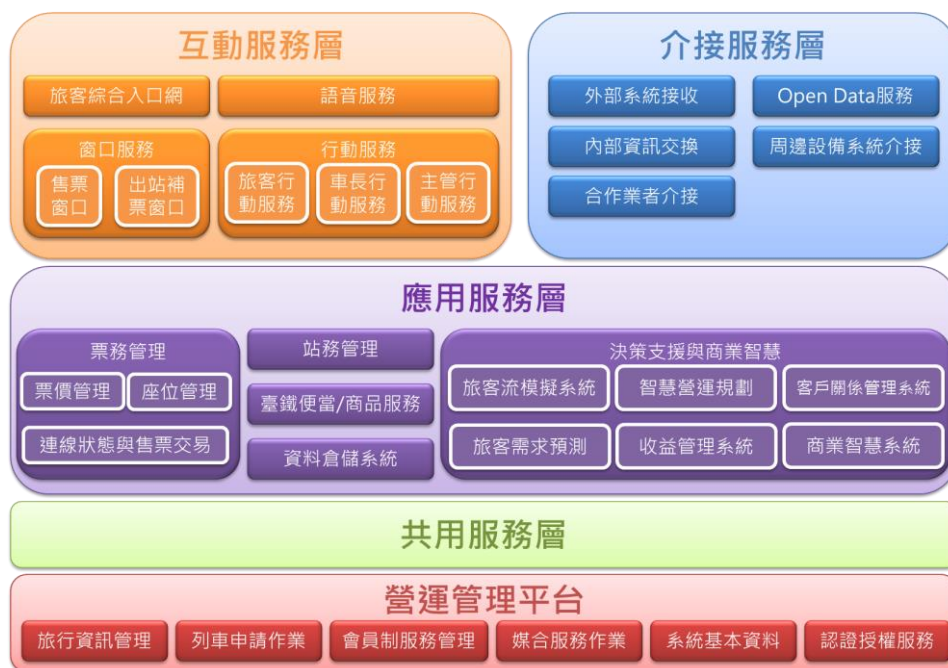 互動服務層
旅客綜合入口網
語音服務
窗口服務
售票
窗口
出站補
票窗口
行動服務
旅客行
動服務
車長行
動服務
主管行
動服務
介接服務層
外部系統接收
Open Data服務
內部資訊交換
周邊設備系統介接
合作業者介接
應用服務層
票務管理
票價管理
座位管理
連線狀態與售票交易
站務管理
臺鐵便當/商品服務
資料倉儲系統
決策支援與商業智慧
旅客流模擬系統
智慧營運規劃
客戶關係管理系統
旅客需求預測
收益管理系統
商業智慧系統
共用服務層
營運管理平台
旅行資訊管理
列車申請作業
會員制服務管理
媒合服務作業
系統基本資料
認證授權服務